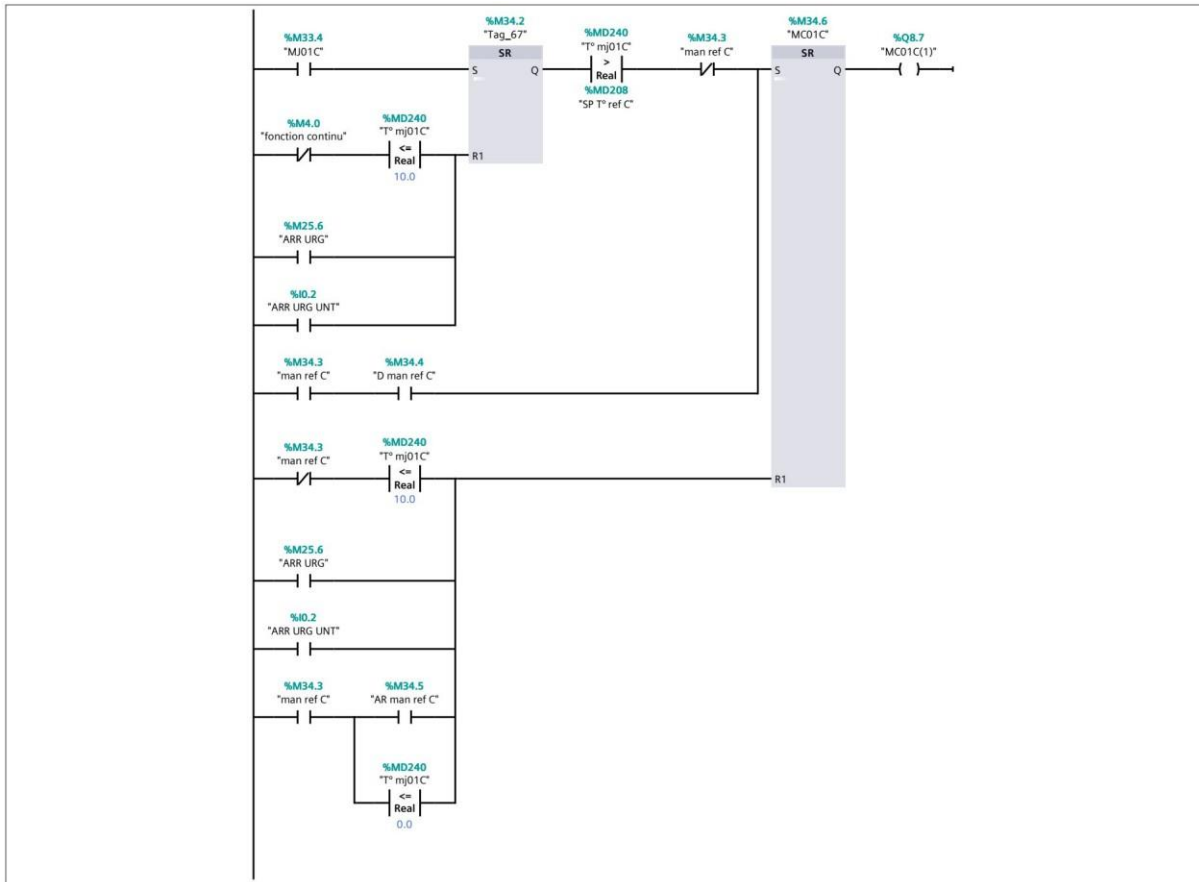 %M33.4
"MJ01C"
%M34.2
"Tag_67"
SR
S
Q
R1
%MD240
"T° mj01C"
>
Real
%MD208
"SP T° ref C"
%M34.3
"man ref C"
%M34.6
"MC01C"
SR
S
Q
R1
%Q8.7
"MC01C(1)"
%M4.0
"fonction continu"
%MD240
"T° mj01C"
<=
Real
10.0
%M25.6
"ARR URG"
%I0.2
"ARR URG UNT"
%M34.3
"man ref C"
%M34.4
"D man ref C"
%M34.3
"man ref C"
%MD240
"T° mj01C"
<=
Real
10.0
%M25.6
"ARR URG"
%I0.2
"ARR URG UNT"
%M34.3
"man ref C"
%M34.5
"AR man ref C"
%MD240
"T° mj01C"
<=
Real
0.0